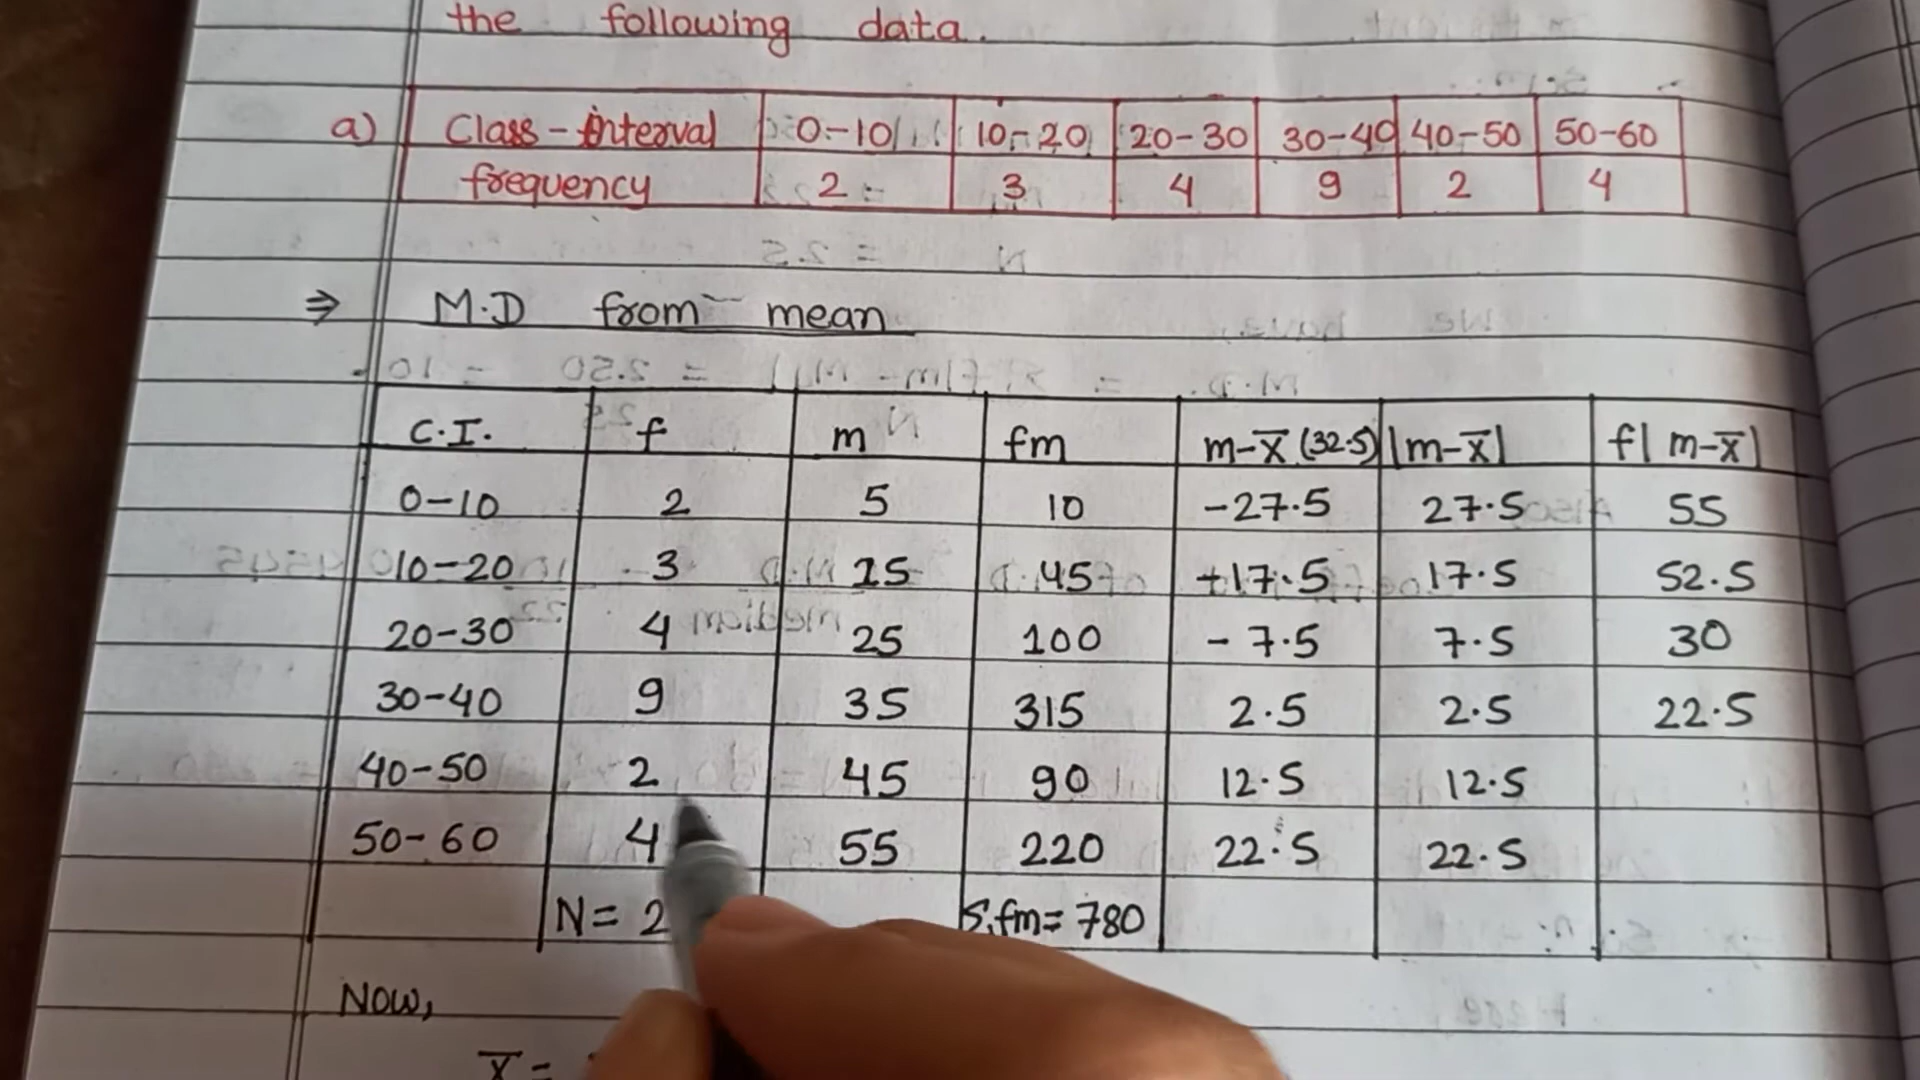 the following data.
a) Class-Interval 0-10 10-20 20-30 30-40 40-50 50-60
frequency 2 3 4 9 2 4
⇒ M.D from mean
C.I. f m fm m-x̅ (32.5) |m-x̅| f| m-x̅|
0-10 2 5 10 -27.5 27.5 55
10-20 3 15 45 +17.5 17.5 52.5
20-30 4 25 100 - 7.5 7.5 30
30-40 9 35 315 2.5 2.5 22.5
40-50 2 45 90 12.5 12.5
50-60 4 55 220 22.5 22.5
N= 2 Σfm= 780
Now,
x̅ =